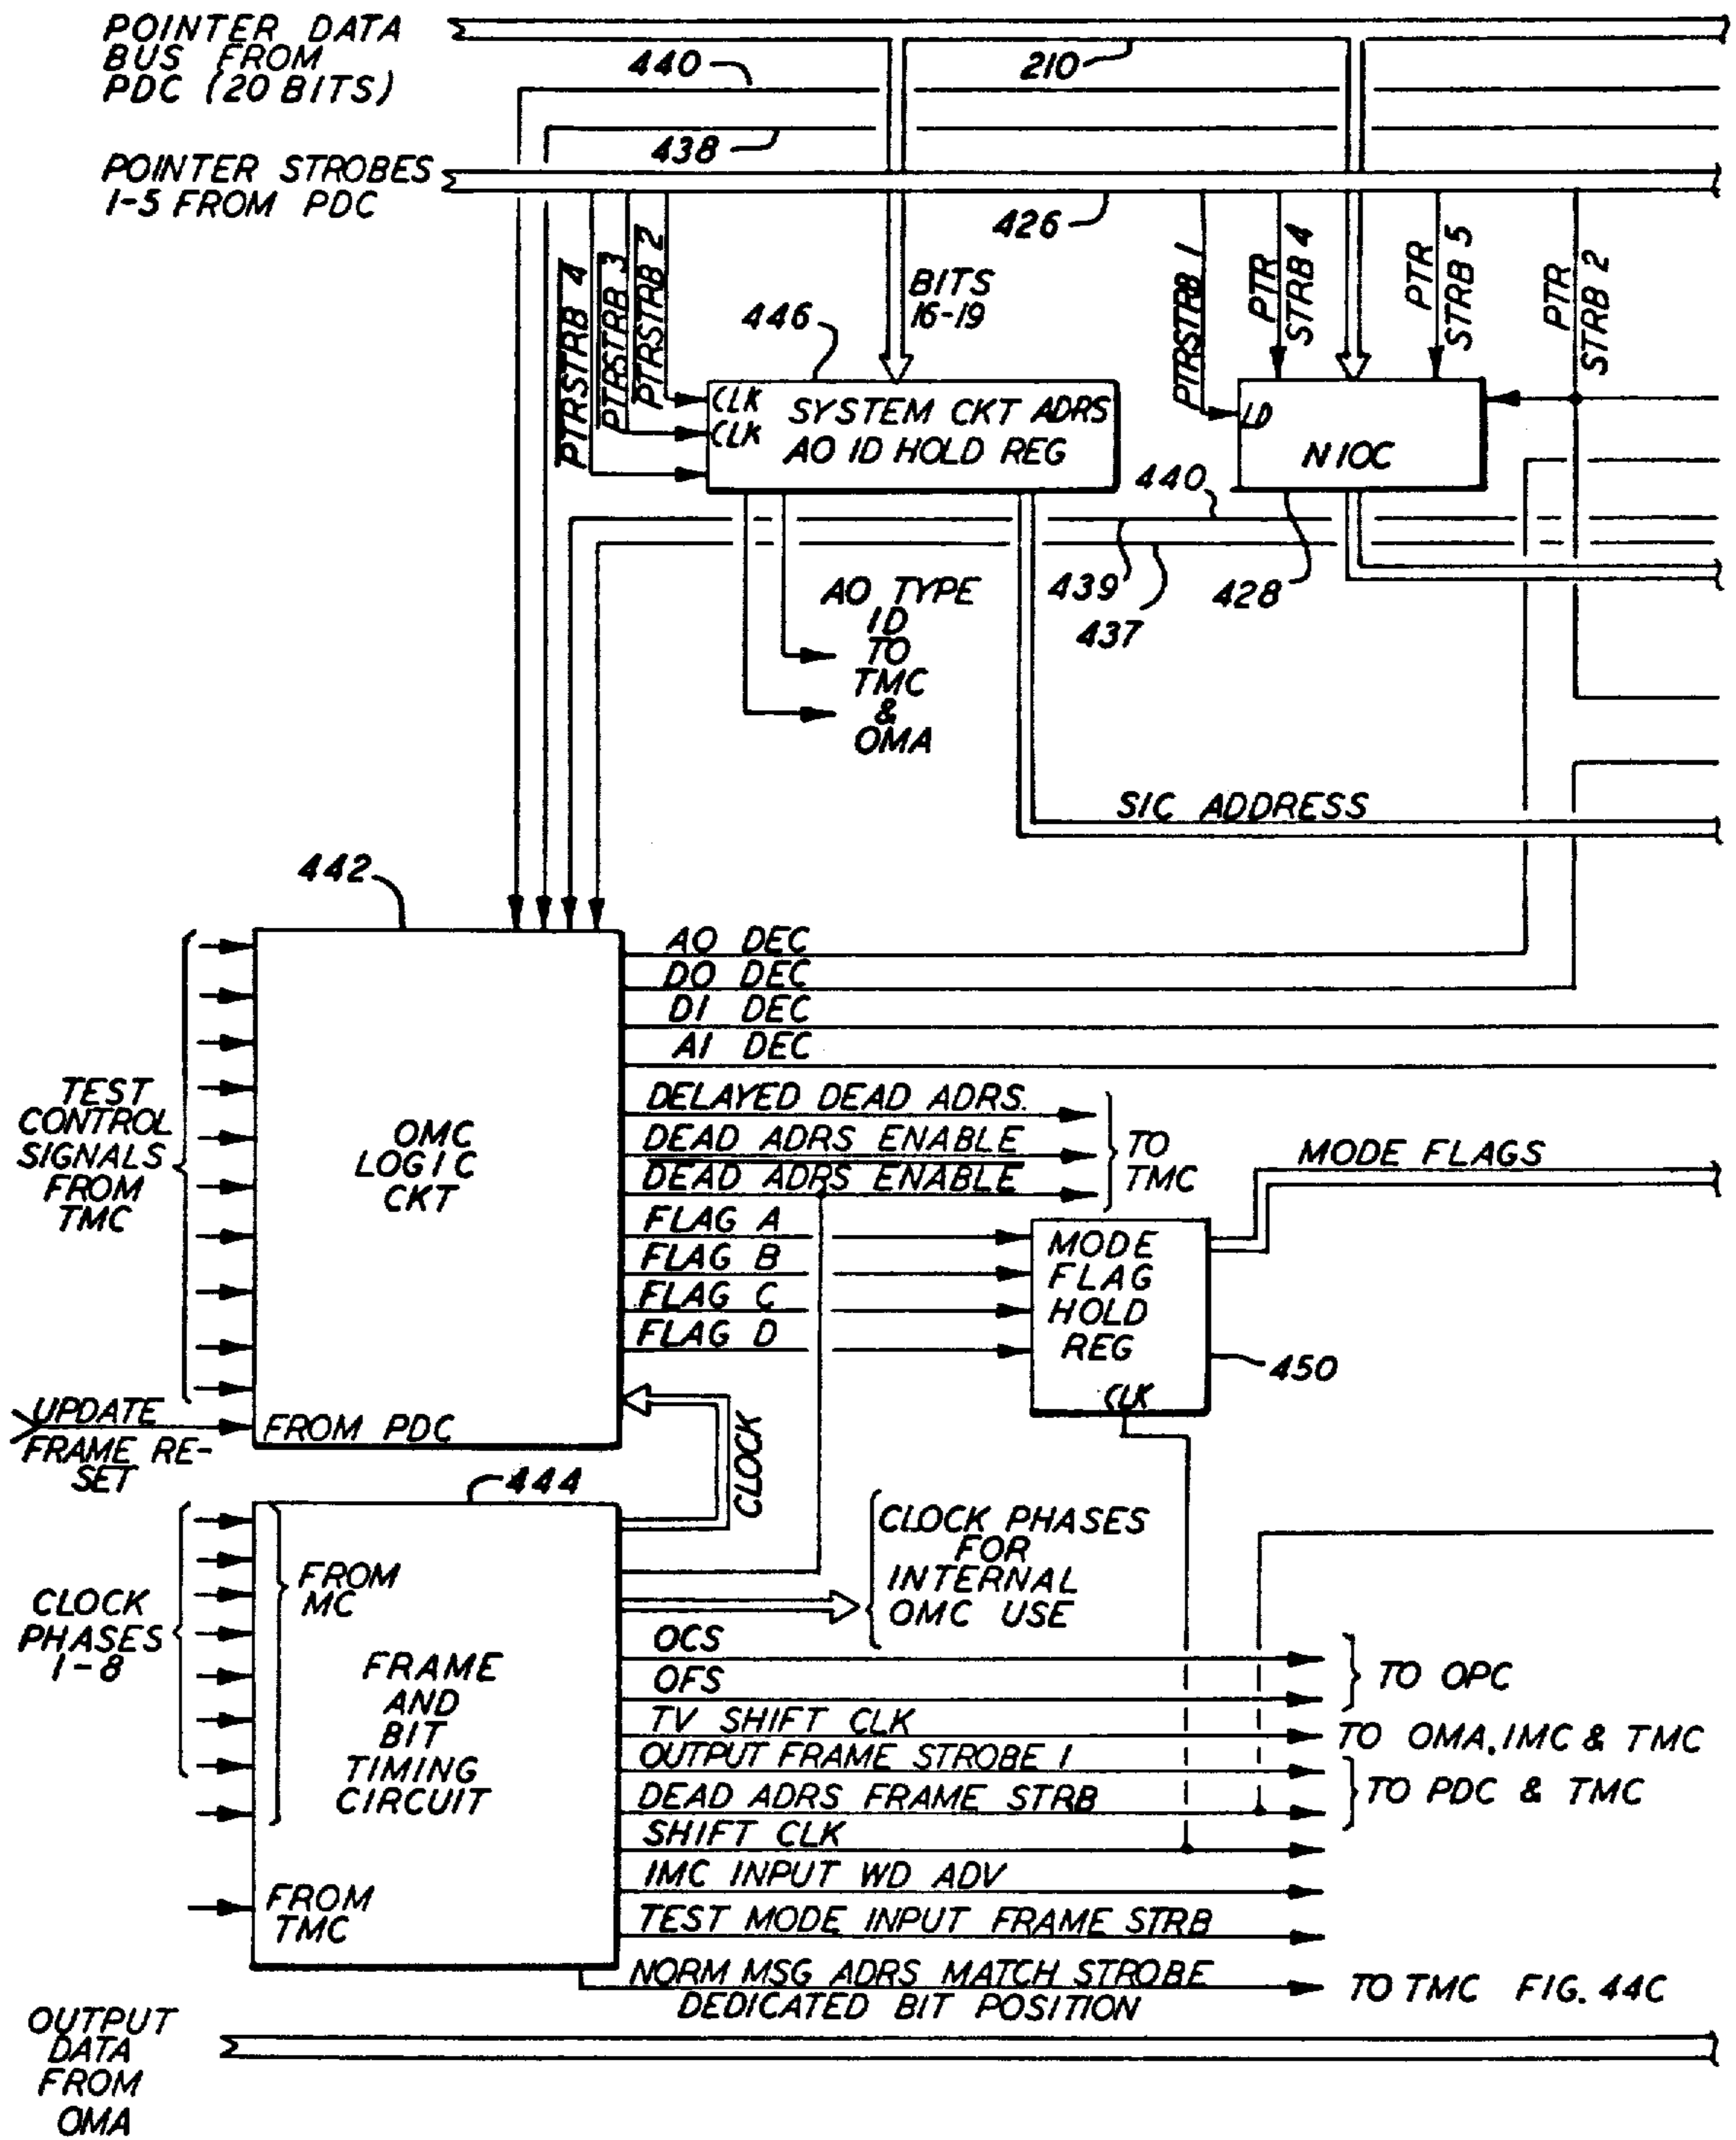 POINTER DATA
BUS FROM
PDC (20 BITS)
440
210
438
POINTER STROBES
1-5 FROM PDC
426
PTRSTRB 4
PTRSTRB 3
PTRSTRB 2
BITS
16-19
PTRSTRB 1
PTR
STRB 4
PTR
STRB 5
PTR
STRB 2
446
CLK
CLK
SYSTEM CKT ADRS
AO ID HOLD REG
LD
NIOC
440
439
437
428
AO TYPE
ID
TO
TMC
&
OMA
SIC ADDRESS
442
AO DEC
DO DEC
DI DEC
AI DEC
TEST
CONTROL
SIGNALS
FROM
TMC
OMC
LOGIC
CKT
DELAYED DEAD ADRS.
DEAD ADRS ENABLE
DEAD ADRS ENABLE
TO
TMC
MODE FLAGS
FLAG A
FLAG B
FLAG C
FLAG D
MODE
FLAG
HOLD
REG
CLK
450
UPDATE
FRAME RE-
SET
FROM PDC
CLOCK
444
CLOCK
PHASES
1-8
FROM
MC
FRAME
AND
BIT
TIMING
CIRCUIT
FROM
TMC
CLOCK PHASES
FOR
INTERNAL
OMC USE
OCS
OFS
TO OPC
TV SHIFT CLK
TO OMA, IMC & TMC
OUTPUT FRAME STROBE 1
DEAD ADRS FRAME STRB
TO PDC & TMC
SHIFT CLK
IMC INPUT WD ADV
TEST MODE INPUT FRAME STRB
NORM MSG ADRS MATCH STROBE
DEDICATED BIT POSITION
TO TMC FIG. 44C
OUTPUT
DATA
FROM
OMA